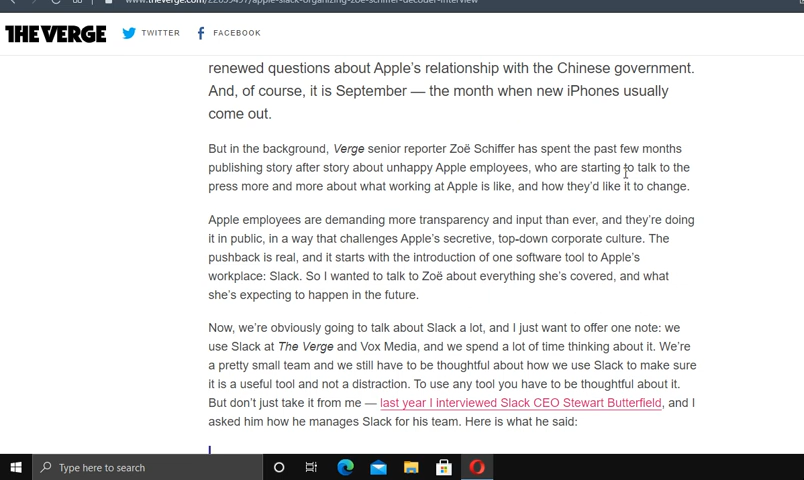 www.theverge.com/22659497/apple-slack-organizing-zoe-schiffer-decoder-interview
THE VERGE TWITTER FACEBOOK
renewed questions about Apple’s relationship with the Chinese government.
And, of course, it is September — the month when new iPhones usually
come out.
But in the background, Verge senior reporter Zoë Schiffer has spent the past few months
publishing story after story about unhappy Apple employees, who are starting to talk to the
press more and more about what working at Apple is like, and how they’d like it to change.
Apple employees are demanding more transparency and input than ever, and they’re doing
it in public, in a way that challenges Apple’s secretive, top-down corporate culture. The
pushback is real, and it starts with the introduction of one software tool to Apple’s
workplace: Slack. So I wanted to talk to Zoë about everything she’s covered, and what
she’s expecting to happen in the future.
Now, we’re obviously going to talk about Slack a lot, and I just want to offer one note: we
use Slack at The Verge and Vox Media, and we spend a lot of time thinking about it. We’re
a pretty small team and we still have to be thoughtful about how we use Slack to make sure
it is a useful tool and not a distraction. To use any tool you have to be thoughtful about it.
But don’t just take it from me — last year I interviewed Slack CEO Stewart Butterfield, and I
asked him how he manages Slack for his team. Here is what he said:
Type here to search